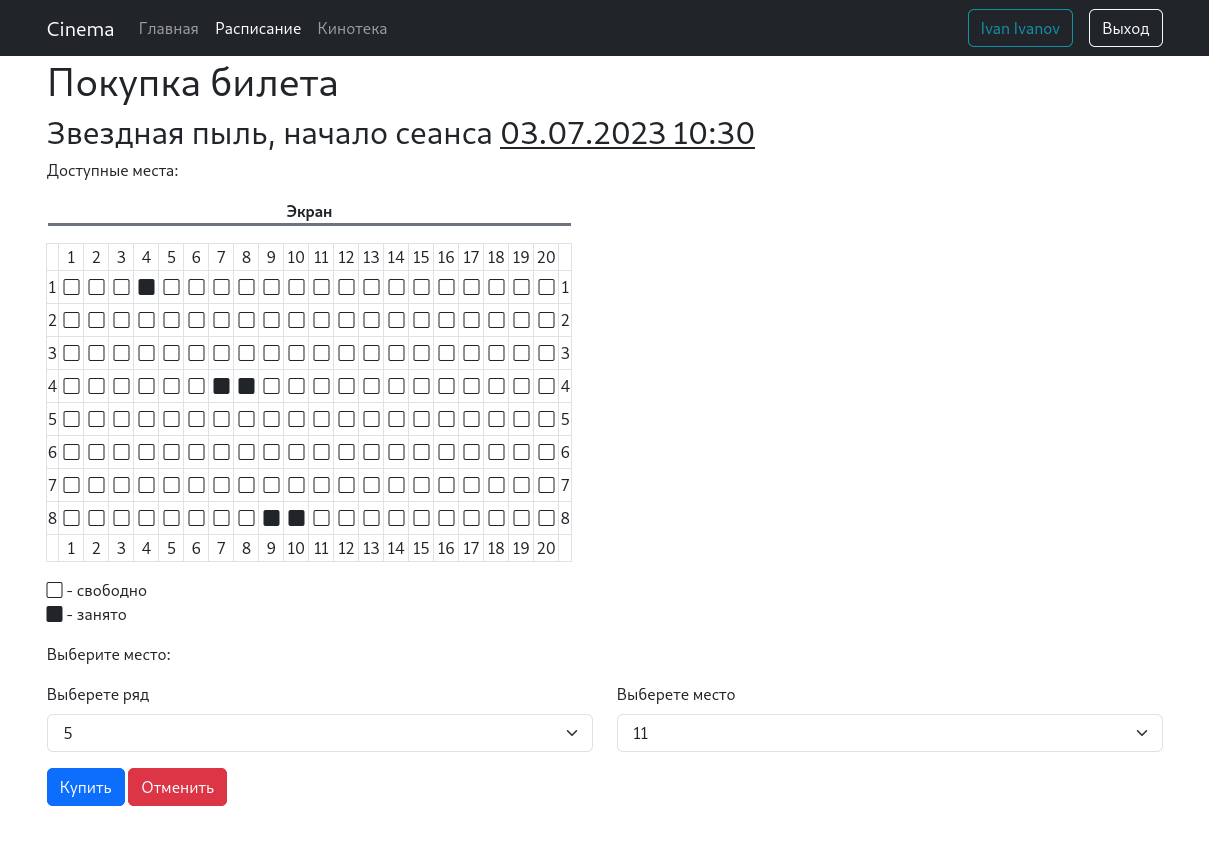 Cinema Главная Расписание Кинотека Ivan Ivanov Выход
Покупка билета
Звездная пыль, начало сеанса 03.07.2023 10:30
Доступные места:
Экран
1 2 3 4 5 6 7 8 9 10 11 12 13 14 15 16 17 18 19 20
1 1
2 2
3 3
4 4
5 5
6 6
7 7
8 8
1 2 3 4 5 6 7 8 9 10 11 12 13 14 15 16 17 18 19 20
- свободно
- занято
Выберите место:
Выберете ряд Выберете место
5 11
Купить Отменить